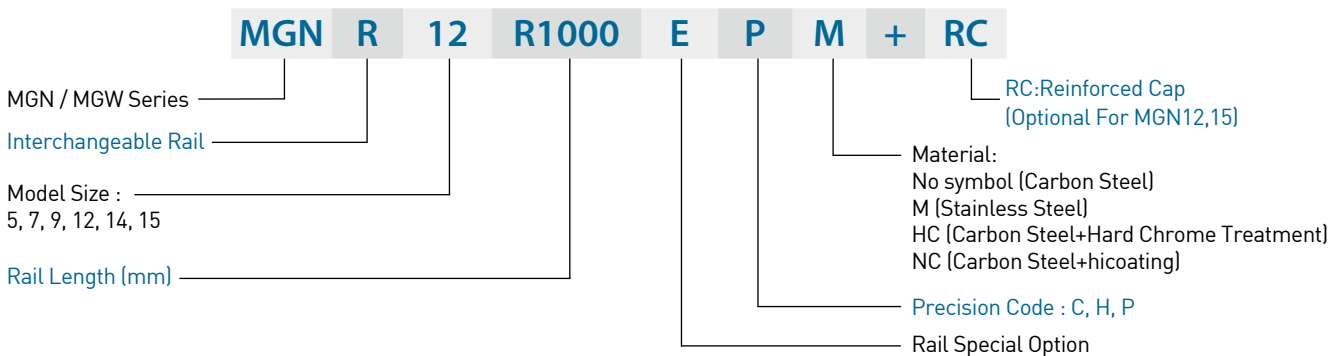 MGN R 12 R1000 E P M + RC
MGN / MGW Series
Interchangeable Rail
Model Size :
5, 7, 9, 12, 14, 15
Rail Length (mm)
RC:Reinforced Cap
(Optional For MGN12,15)
Material:
No symbol (Carbon Steel)
M (Stainless Steel)
HC (Carbon Steel+Hard Chrome Treatment)
NC (Carbon Steel+hicoating)
Precision Code : C, H, P
Rail Special Option